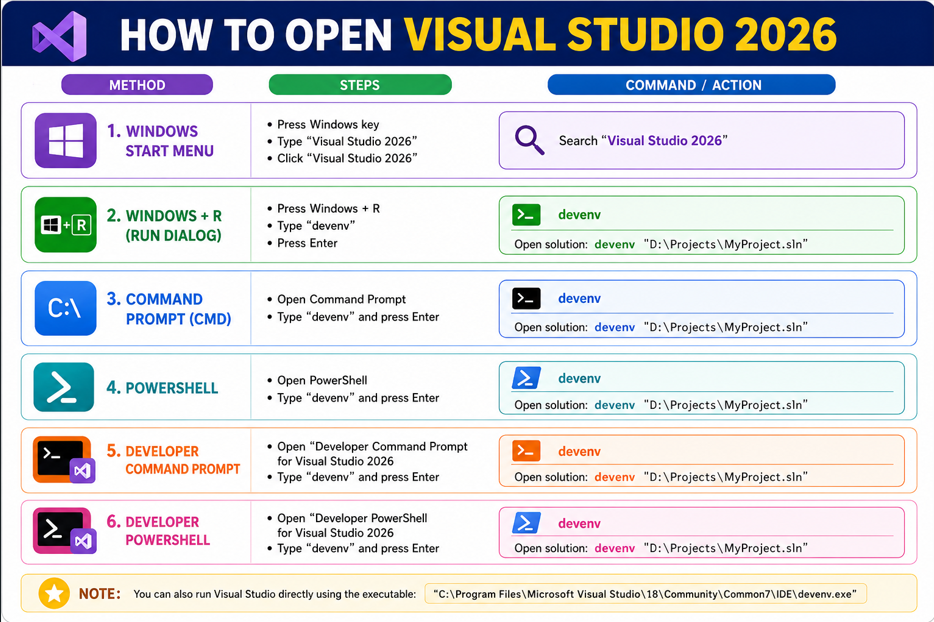 HOW TO OPEN VISUAL STUDIO 2026
METHOD
STEPS
COMMAND / ACTION
1. WINDOWS
START MENU
• Press Windows key
• Type “Visual Studio 2026”
• Click “Visual Studio 2026”
Search “Visual Studio 2026”
+R
2. WINDOWS + R
(RUN DIALOG)
• Press Windows + R
• Type “devenv”
• Press Enter
devenv
Open solution: devenv "D:\Projects\MyProject.sln”
C:\
3. COMMAND
PROMPT (CMD)
• Open Command Prompt
• Type “devenv” and press Enter
devenv
Open solution: devenv "D:\Projects\MyProject.sln”
4. POWERSHELL
• Open PowerShell
• Type “devenv” and press Enter
devenv
Open solution: devenv "D:\Projects\MyProject.sln”
5. DEVELOPER
COMMAND PROMPT
• Open “Developer Command Prompt
for Visual Studio 2026
• Type “devenv” and press Enter
devenv
Open solution: devenv "D:\Projects\MyProject.sln”
6. DEVELOPER
POWERSHELL
• Open “Developer PowerShell
for Visual Studio 2026
• Type “devenv” and press Enter
devenv
Open solution: devenv "D:\Projects\MyProject.sln”
NOTE: You can also run Visual Studio directly using the executable: "C:\Program Files\Microsoft Visual Studio\18\Community\Common7\IDE\devenv.exe”